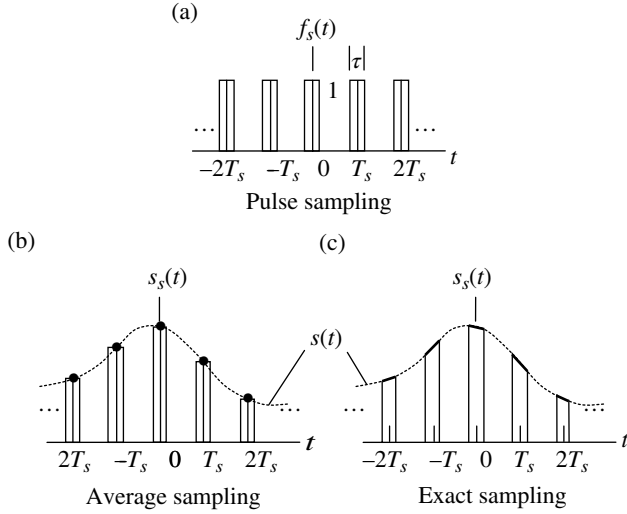 (a)
f_s(t)
τ
1
... ...
−2T_s −T_s 0 T_s 2T_s t
Pulse sampling
(b)
s_s(t)
s(t)
... ...
2T_s −T_s 0 T_s 2T_s t
Average sampling
(c)
s_s(t)
... ...
−2T_s −T_s 0 T_s 2T_s t
Exact sampling